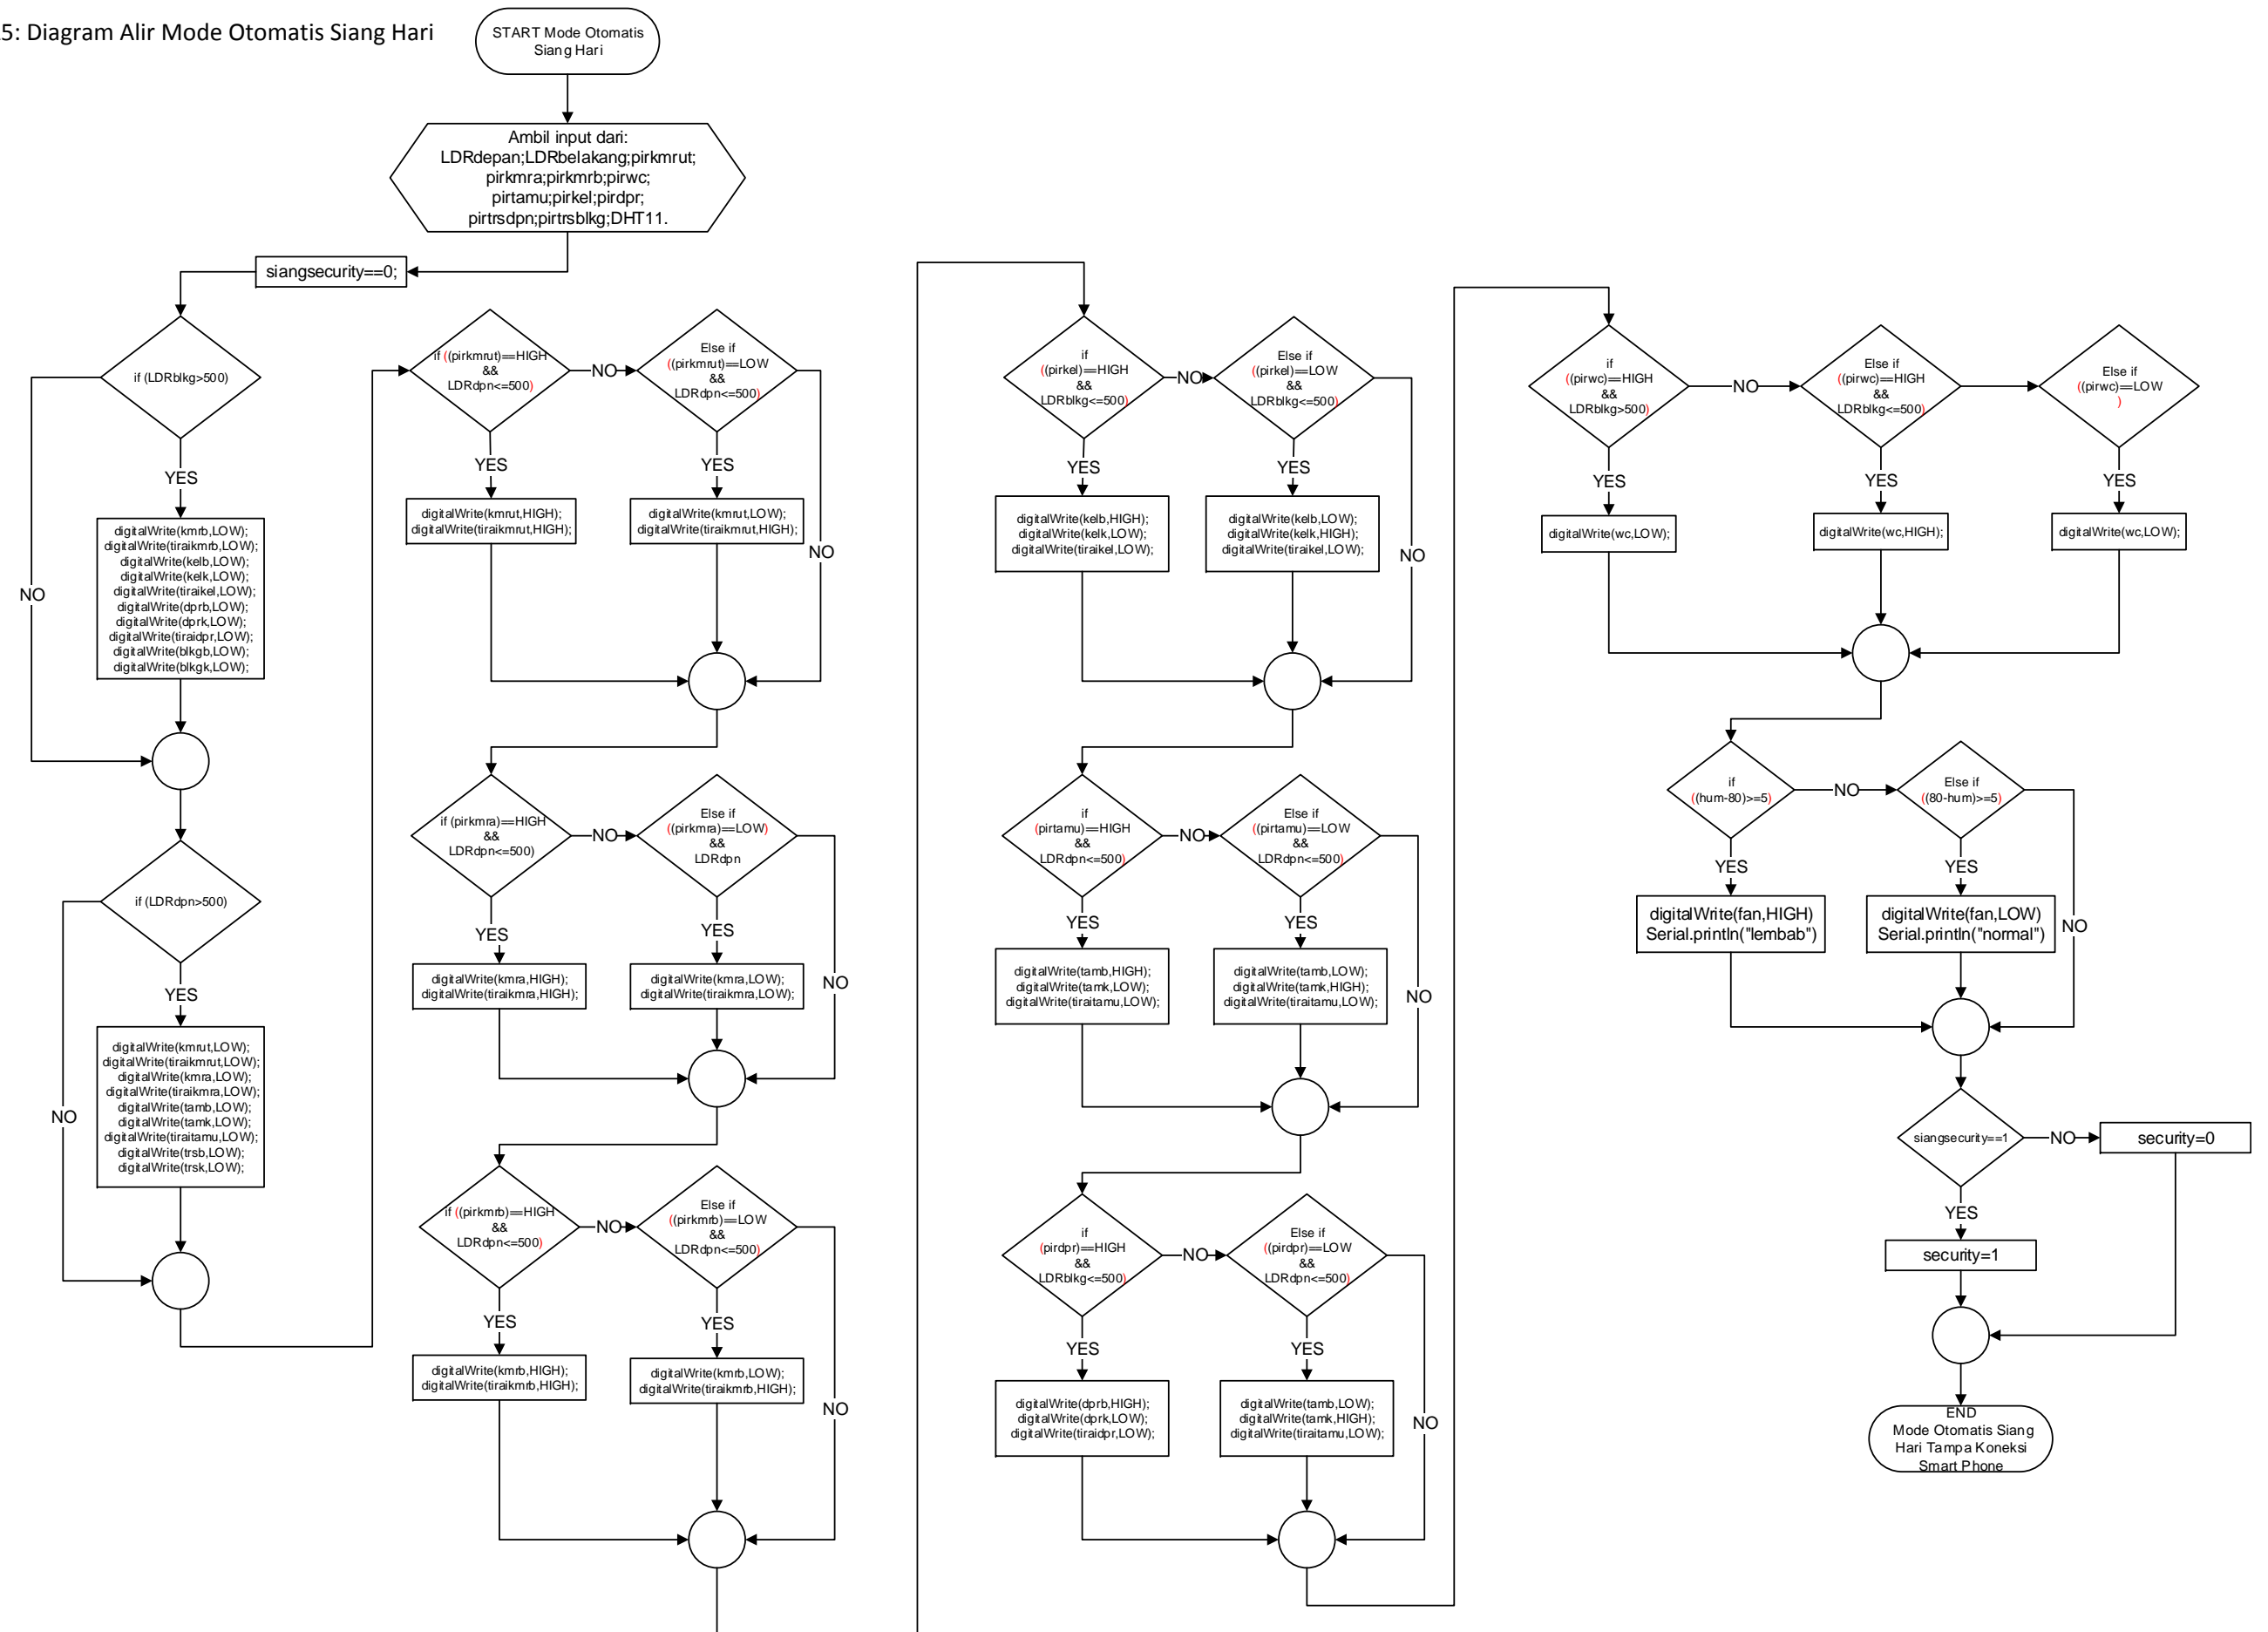 5: Diagram Alir Mode Otomatis Siang Hari
START Mode Otomatis
Siang Hari
Ambil input dari:
LDRdepan;LDRbelakang;pirkmrut;
pirkmra;pirkmrb;pirwc;
pirtamu;pirkel;pirdpr;
pirtrsdpn;pirtrsblkg;DHT11.
siangsecurity==0;
if (LDRblkg>500)
NO
YES
digitalWrite(kmrb,LOW);
digitalWrite(tiraikmrb,LOW);
digitalWrite(kelb,LOW);
digitalWrite(kelk,LOW);
digitalWrite(tiraikel,LOW);
digitalWrite(dprb,LOW);
digitalWrite(dprk,LOW);
digitalWrite(tiraidpr,LOW);
digitalWrite(blkgb,LOW);
digitalWrite(blkgk,LOW);
if (LDRdpn>500)
NO
YES
digitalWrite(kmrut,LOW);
digitalWrite(tiraikmrut,LOW);
digitalWrite(kmra,LOW);
digitalWrite(tiraikmra,LOW);
digitalWrite(tamb,LOW);
digitalWrite(tamk,LOW);
digitalWrite(tiraitamu,LOW);
digitalWrite(trsb,LOW);
digitalWrite(trsk,LOW);
if ((pirkmrut)==HIGH
&&
LDRdpn<=500)
NO
Else if
((pirkmrut)==LOW
&&
LDRdpn<=500)
YES
YES
digitalWrite(kmrut,HIGH);
digitalWrite(tiraikmrut,HIGH);
digitalWrite(kmrut,LOW);
digitalWrite(tiraikmrut,HIGH);
NO
if (pirkmra)==HIGH
&&
LDRdpn<=500)
NO
Else if
((pirkmra)==LOW)
&&
LDRdpn
YES
YES
digitalWrite(kmra,HIGH);
digitalWrite(tiraikmra,HIGH);
digitalWrite(kmra,LOW);
digitalWrite(tiraikmra,LOW);
NO
if ((pirkmrb)==HIGH
&&
LDRdpn<=500)
NO
Else if
((pirkmrb)==LOW
&&
LDRdpn<=500)
YES
YES
digitalWrite(kmrb,HIGH);
digitalWrite(tiraikmrb,HIGH);
digitalWrite(kmrb,LOW);
digitalWrite(tiraikmrb,HIGH);
NO
if
((pirkel)==HIGH
&&
LDRblkg<=500)
NO
Else if
((pirkel)==LOW
&&
LDRblkg<=500)
YES
YES
digitalWrite(kelb,HIGH);
digitalWrite(kelk,LOW);
digitalWrite(tiraikel,LOW);
digitalWrite(kelb,LOW);
digitalWrite(kelk,HIGH);
digitalWrite(tiraikel,LOW);
NO
if
(pirtamu)==HIGH
&&
LDRdpn<=500)
NO
Else if
((pirtamu)==LOW
&&
LDRdpn<=500)
YES
YES
digitalWrite(tamb,HIGH);
digitalWrite(tamk,LOW);
digitalWrite(tiraitamu,LOW);
digitalWrite(tamb,LOW);
digitalWrite(tamk,HIGH);
digitalWrite(tiraitamu,LOW);
NO
if
(pirdpr)==HIGH
&&
LDRblkg<=500)
NO
Else if
((pirdpr)==LOW
&&
LDRdpn<=500)
YES
YES
digitalWrite(dprb,HIGH);
digitalWrite(dprk,LOW);
digitalWrite(tiraidpr,LOW);
digitalWrite(tamb,LOW);
digitalWrite(tamk,HIGH);
digitalWrite(tiraitamu,LOW);
NO
if
((pirwc)==HIGH
&&
LDRblkg>500)
NO
Else if
((pirwc)==HIGH
&&
LDRblkg<=500)
Else if
((pirwc)==LOW
)
YES
YES
YES
digitalWrite(wc,LOW);
digitalWrite(wc,HIGH);
digitalWrite(wc,LOW);
if
((hum-80)>=5)
NO
Else if
((80-hum)>=5)
YES
YES
digitalWrite(fan,HIGH)
Serial.println("lembab")
digitalWrite(fan,LOW)
Serial.println("normal")
NO
siangsecurity==1
NO
security=0
YES
security=1
END
Mode Otomatis Siang
Hari Tampa Koneksi
Smart Phone